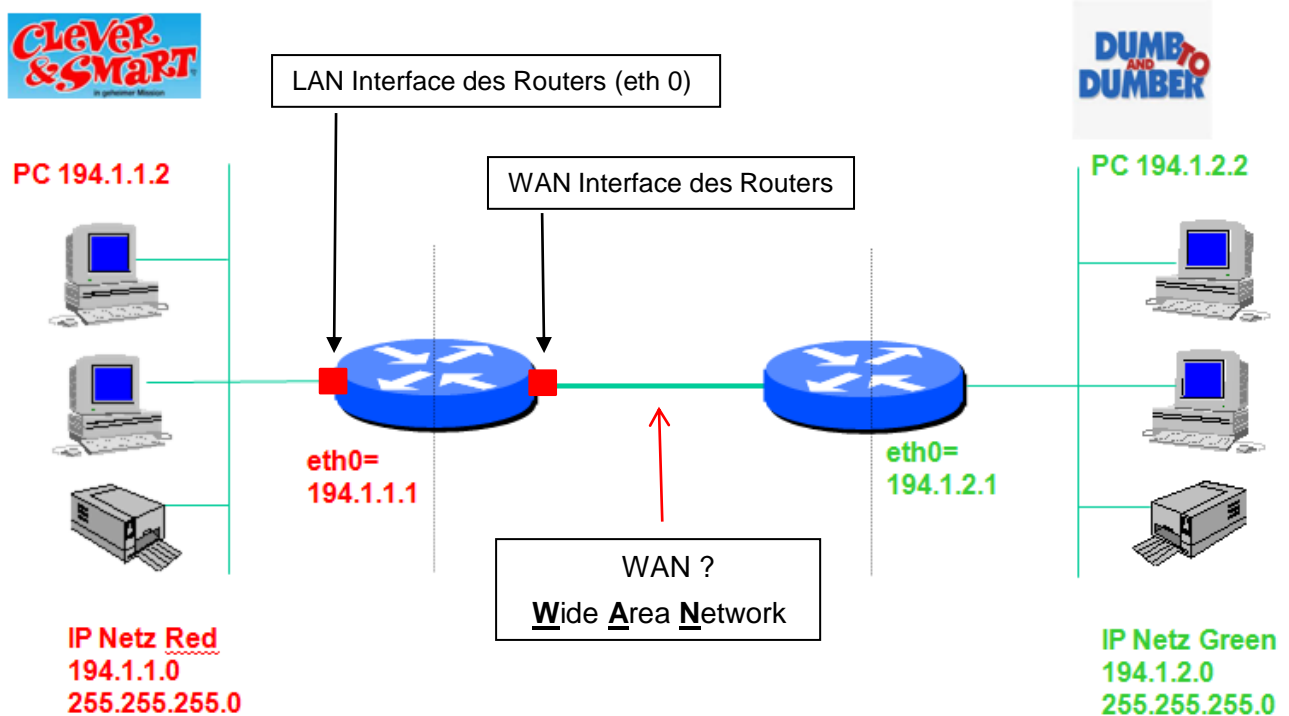 CLEVER
& SMART
in geheimer Mission
DUMB
AND
TO
DUMBER
LAN Interface des Routers (eth 0)
PC 194.1.1.2
WAN Interface des Routers
PC 194.1.2.2
eth0=
194.1.1.1
eth0=
194.1.2.1
WAN ?
Wide Area Network
IP Netz Red
194.1.1.0
255.255.255.0
IP Netz Green
194.1.2.0
255.255.255.0